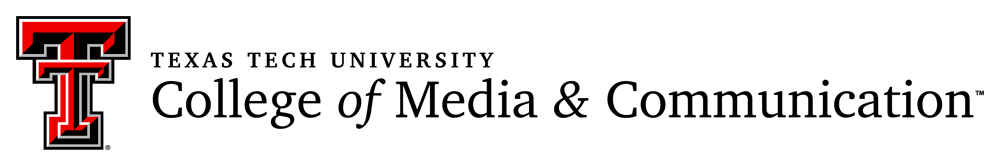 TEXAS TECH UNIVERSITY
College of Media & Communication™
T
T
®